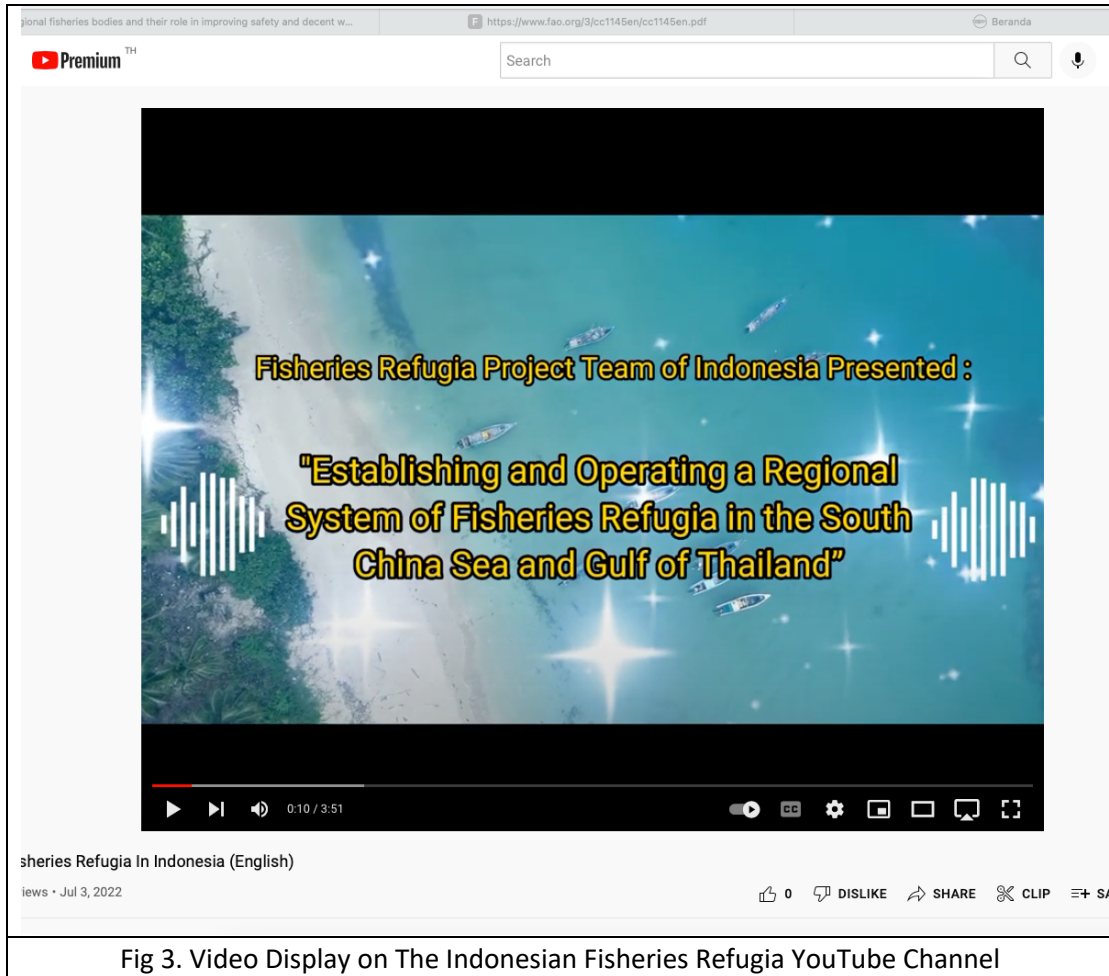 gional fisheries bodies and their role in improving safety and decent w...
https://www.fao.org/3/cc1145en/cc1145en.pdf
Beranda
Premium TH
Search
Fisheries Refugia Project Team of Indonesia Presented :
"Establishing and Operating a Regional
System of Fisheries Refugia in the South
China Sea and Gulf of Thailand”
0:10 / 3:51
CC
sheries Refugia In Indonesia (English)
iews • Jul 3, 2022
0 DISLIKE SHARE CLIP SA
Fig 3. Video Display on The Indonesian Fisheries Refugia YouTube Channel